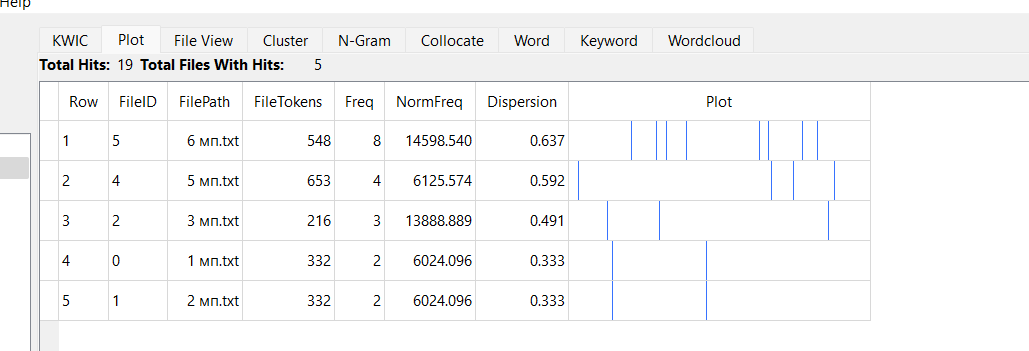 Help
KWIC Plot File View Cluster N-Gram Collocate Word Keyword Wordcloud
Total Hits: 19 Total Files With Hits: 5
Row FileID FilePath FileTokens Freq NormFreq Dispersion Plot
1 5 6 мп.txt 548 8 14598.540 0.637
2 4 5 мп.txt 653 4 6125.574 0.592
3 2 3 мп.txt 216 3 13888.889 0.491
4 0 1 мп.txt 332 2 6024.096 0.333
5 1 2 мп.txt 332 2 6024.096 0.333